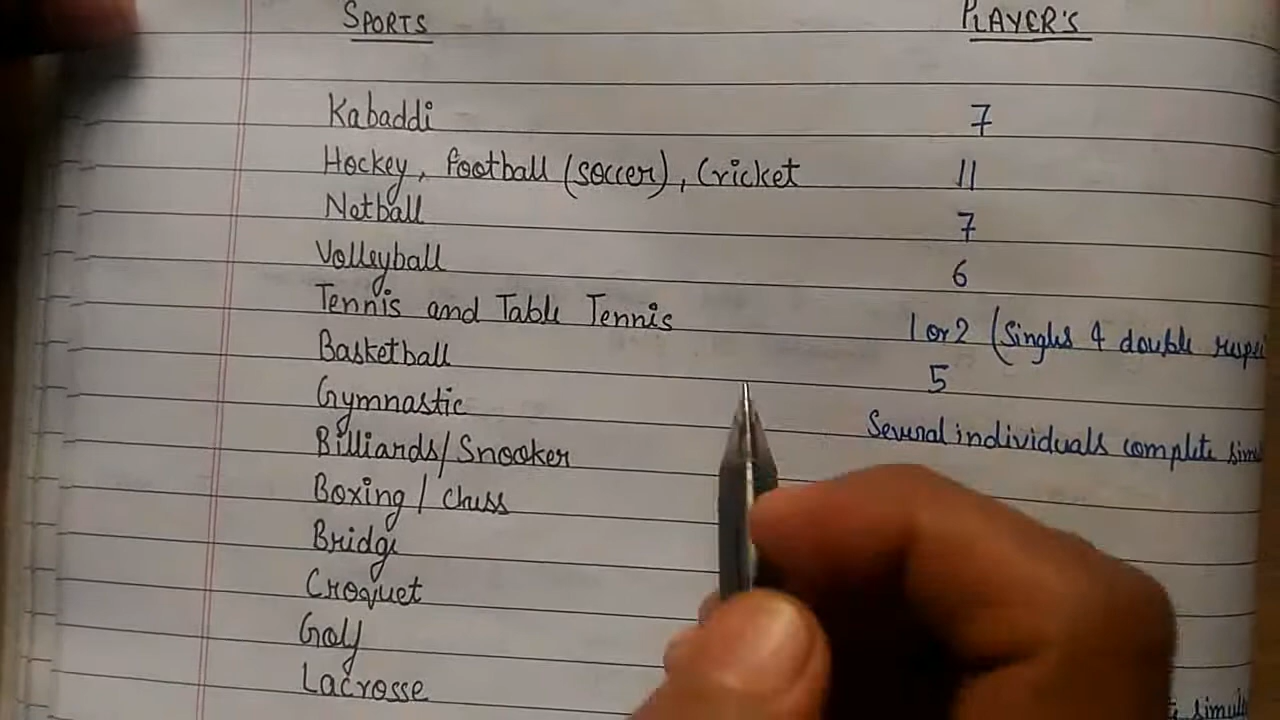 SPORTS PLAYER'S
Kabaddi 7
Hockey, football (soccer), Cricket 11
Netball 7
Volleyball 6
Tennis and Table Tennis 1 or 2 (Singles & double
Basketball 5
Gymnastic Several individuals complete
Billiards/Snooker
Boxing / Chess
Bridge
Croquet
Golf
Lacrosse